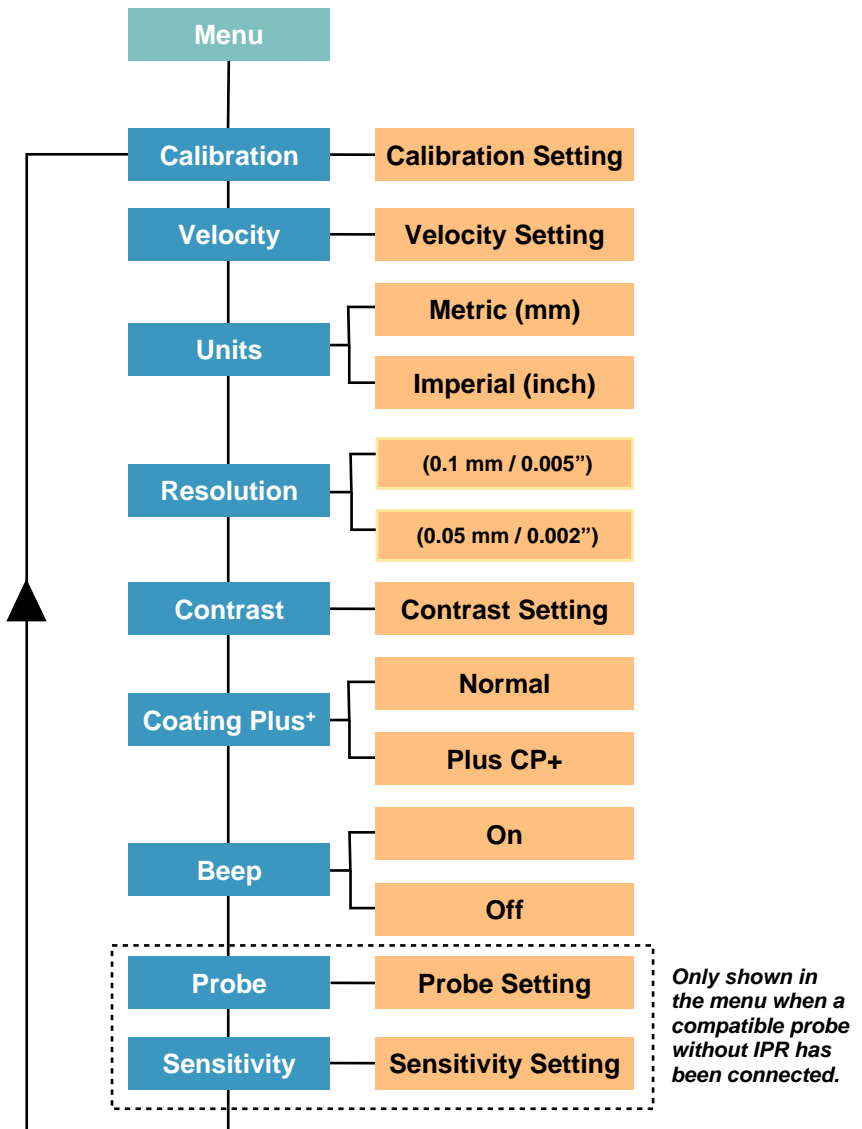 Menu
Calibration
Calibration Setting
Velocity
Velocity Setting
Units
Metric (mm)
Imperial (inch)
Resolution
(0.1 mm / 0.005”)
(0.05 mm / 0.002”)
Contrast
Contrast Setting
Coating Plus⁺
Normal
Plus CP+
Beep
On
Off
Probe
Probe Setting
Sensitivity
Sensitivity Setting
Only shown in
the menu when a
compatible probe
without IPR has
been connected.